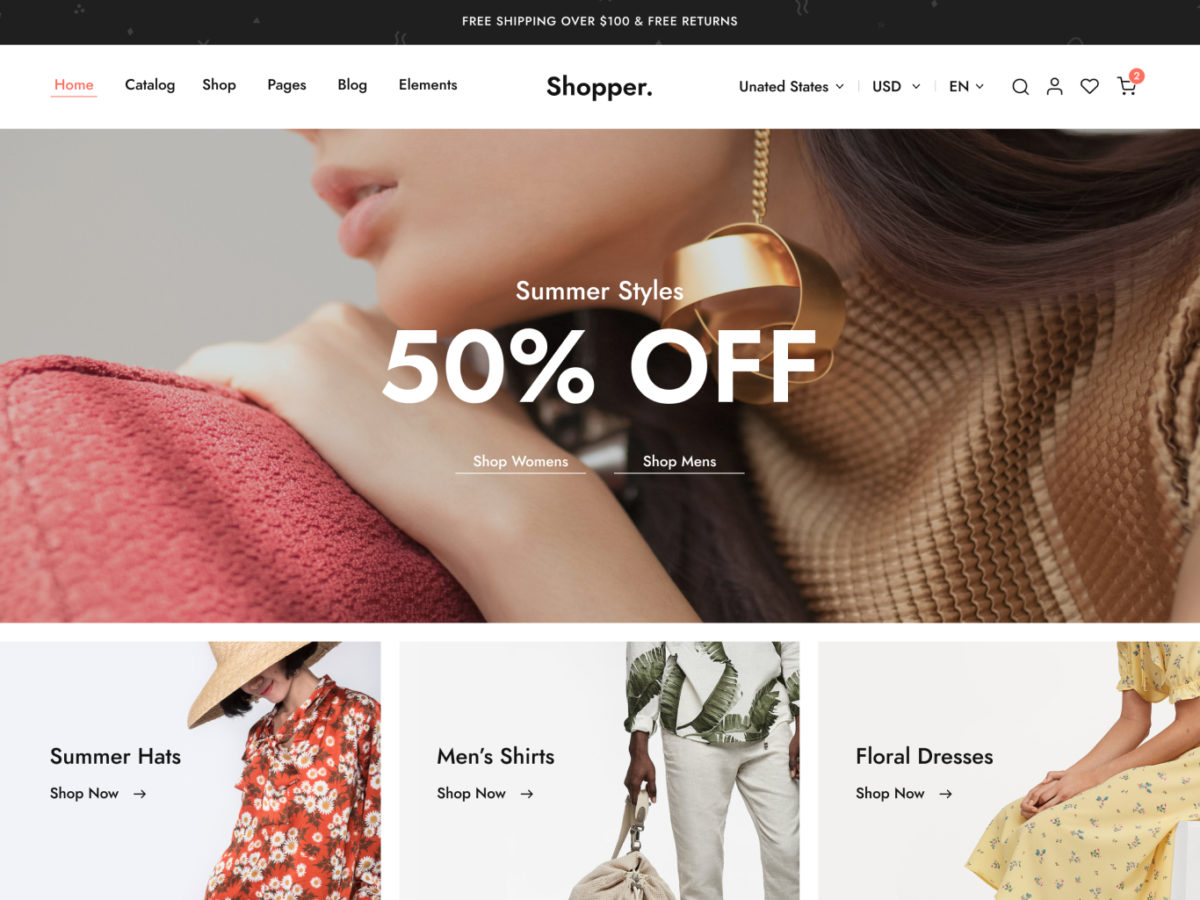 FREE SHIPPING OVER $100 & FREE RETURNS
Home Catalog Shop Pages Blog Elements Shopper. Unated States USD EN 2
Summer Styles
50% OFF
Shop Womens Shop Mens
Summer Hats Men’s Shirts Floral Dresses
Shop Now → Shop Now → Shop Now →